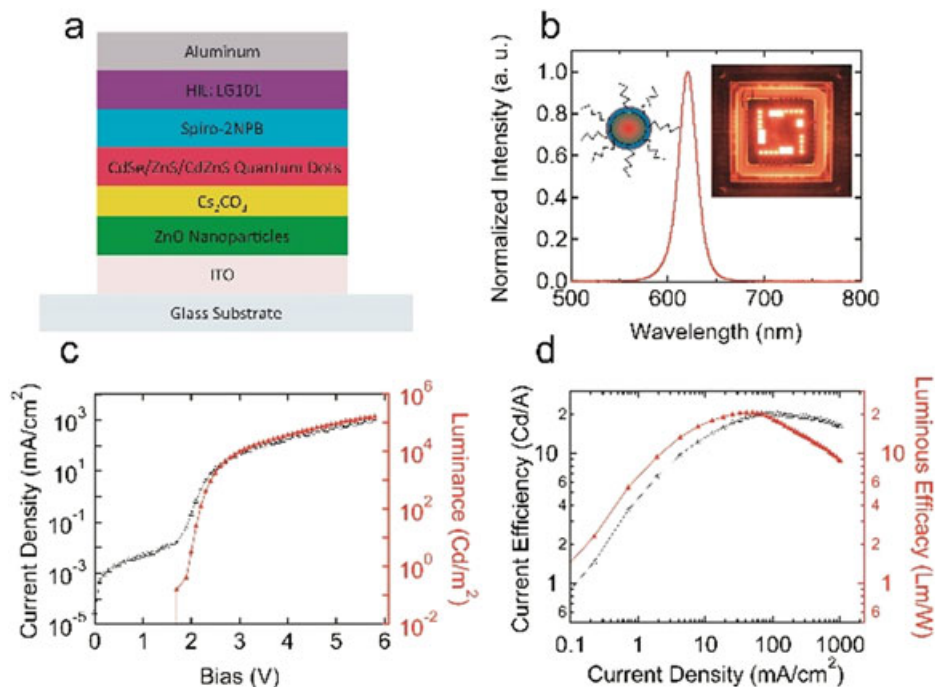 a
Aluminum
HIL: LG101
Spiro-2NPB
CdSe/ZnS/CdZnS Quantum Dots
Cs₂CO₃
ZnO Nanoparticles
ITO
Glass Substrate
b
Normalized Intensity (a. u.)
1.0
0.8
0.6
0.4
0.2
0.0
500 600 700 800
Wavelength (nm)
c
Current Density (mA/cm²)
10³
10¹
10⁻¹
10⁻³
10⁻⁵
0 1 2 3 4 5 6
Bias (V)
10⁶
10⁴
10²
10⁰
10⁻²
Luminance (Cd/m²)
d
Current Efficiency (Cd/A)
2
10
6
4
2
1
6
0.1 1 10 100 1000
Current Density (mA/cm²)
2
10
6
4
2
1
6
Luminous Efficacy (Lm/W)